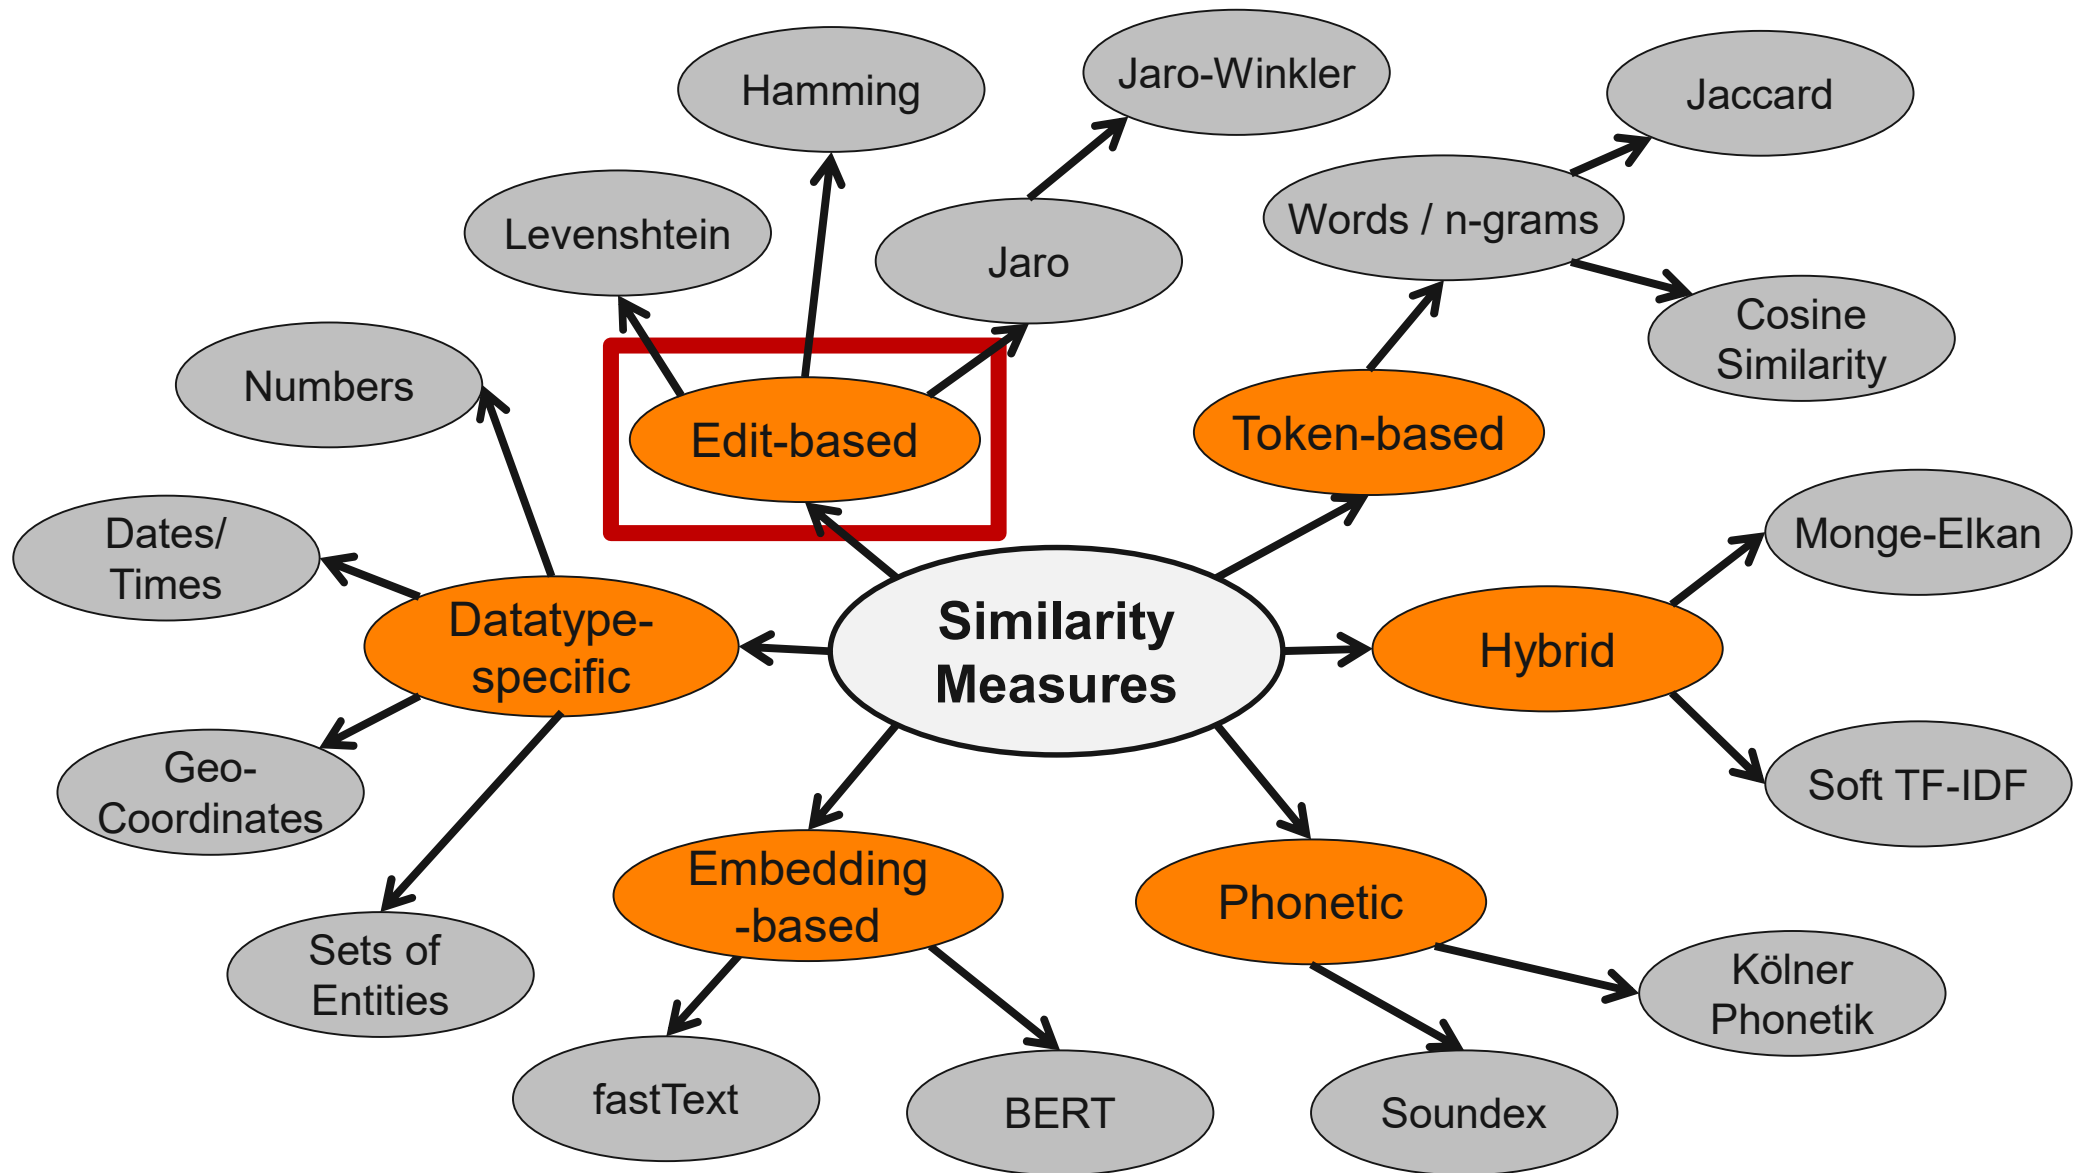 Hamming
Jaro-Winkler
Jaccard
Levenshtein
Jaro
Words / n-grams
Cosine
Similarity
Numbers
Edit-based
Token-based
Dates/
Times
Monge-Elkan
Datatype-
specific
Similarity
Measures
Hybrid
Geo-
Coordinates
Soft TF-IDF
Embedding
-based
Phonetic
Sets of
Entities
Kölner
Phonetik
fastText
BERT
Soundex